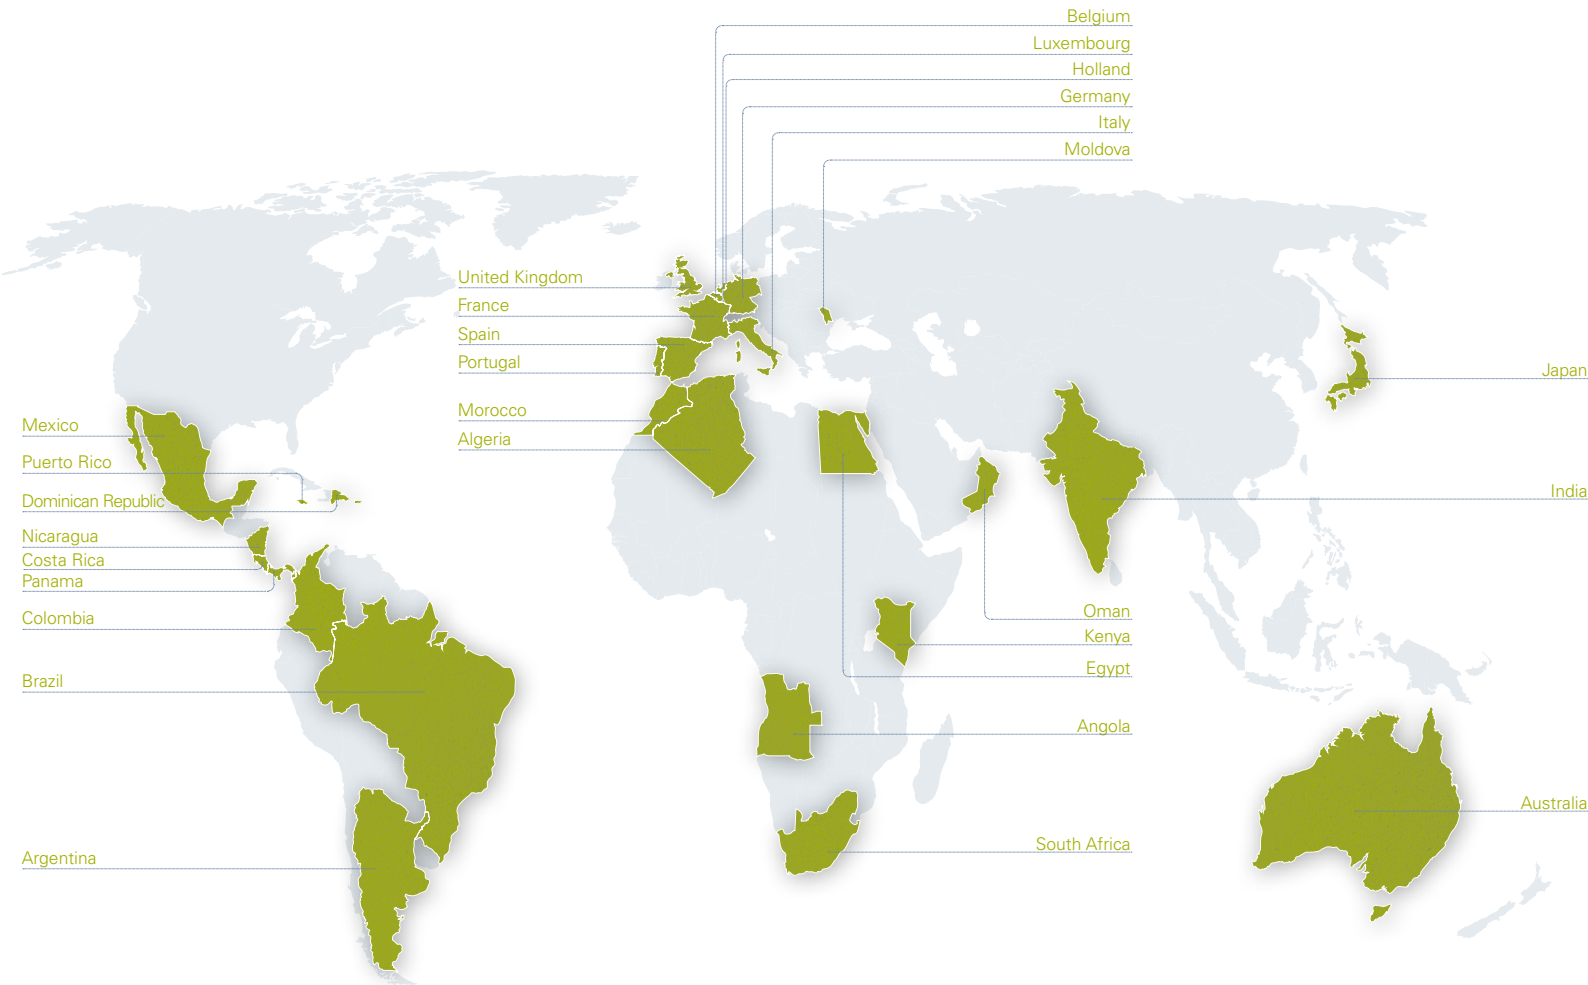 Belgium
Luxembourg
Holland
Germany
Italy
Moldova
United Kingdom
France
Spain
Portugal
Morocco
Algeria
Mexico
Puerto Rico
Dominican Republic
Nicaragua
Costa Rica
Panama
Colombia
Brazil
Argentina
Japan
India
Oman
Kenya
Egypt
Angola
South Africa
Australia